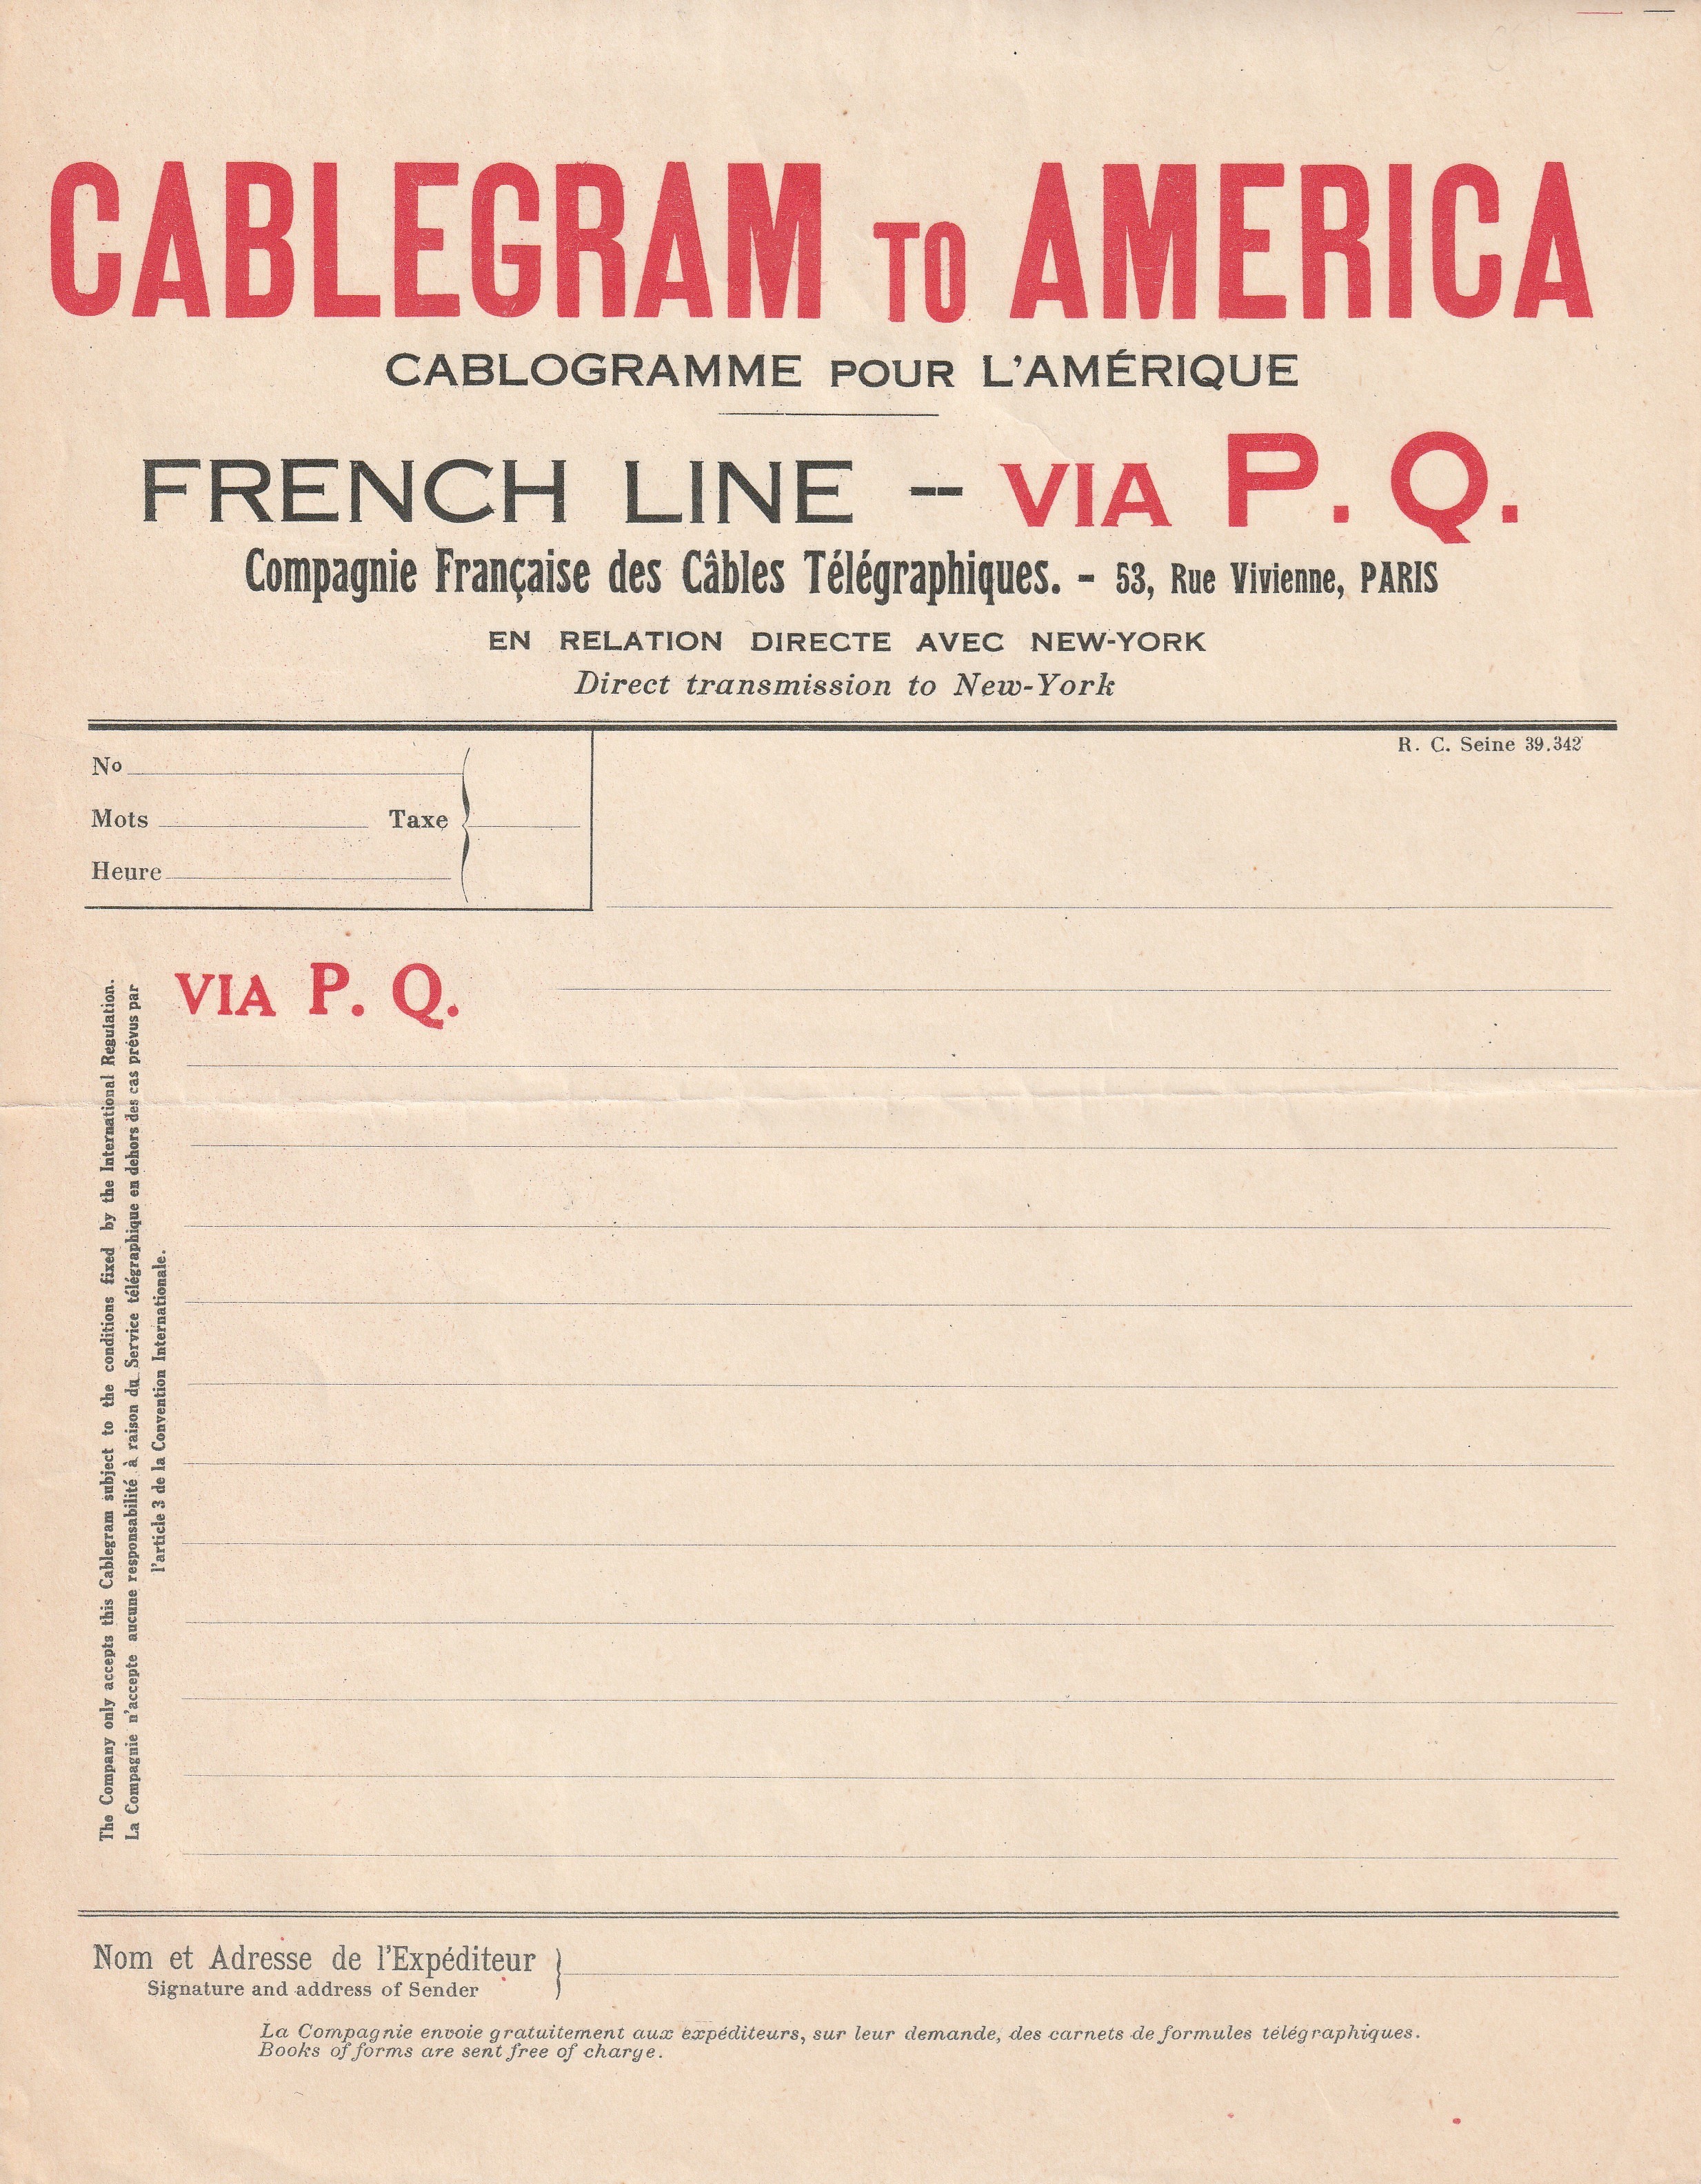 CABLEGRAM TO AMERICA
CABLOGRAMME POUR L'AMÉRIQUE
FRENCH LINE -- VIA P. Q.
Compagnie Française des Câbles Télégraphiques. - 53, Rue Vivienne, PARIS
EN RELATION DIRECTE AVEC NEW-YORK
Direct transmission to New-York
R. C. Seine 39.342
No
Mots Taxe
Heure
VIA P. Q.
The Company only accepts this Cablegram subject to the conditions fixed by the International Regulation.
La Compagnie n'accepte aucune responsabilité à raison du Service télégraphique en dehors des cas prévus par
l'article 3 de la Convention Internationale.
Nom et Adresse de l'Expéditeur
Signature and address of Sender
La Compagnie envoie gratuitement aux expéditeurs, sur leur demande, des carnets de formules télégraphiques.
Books of forms are sent free of charge.